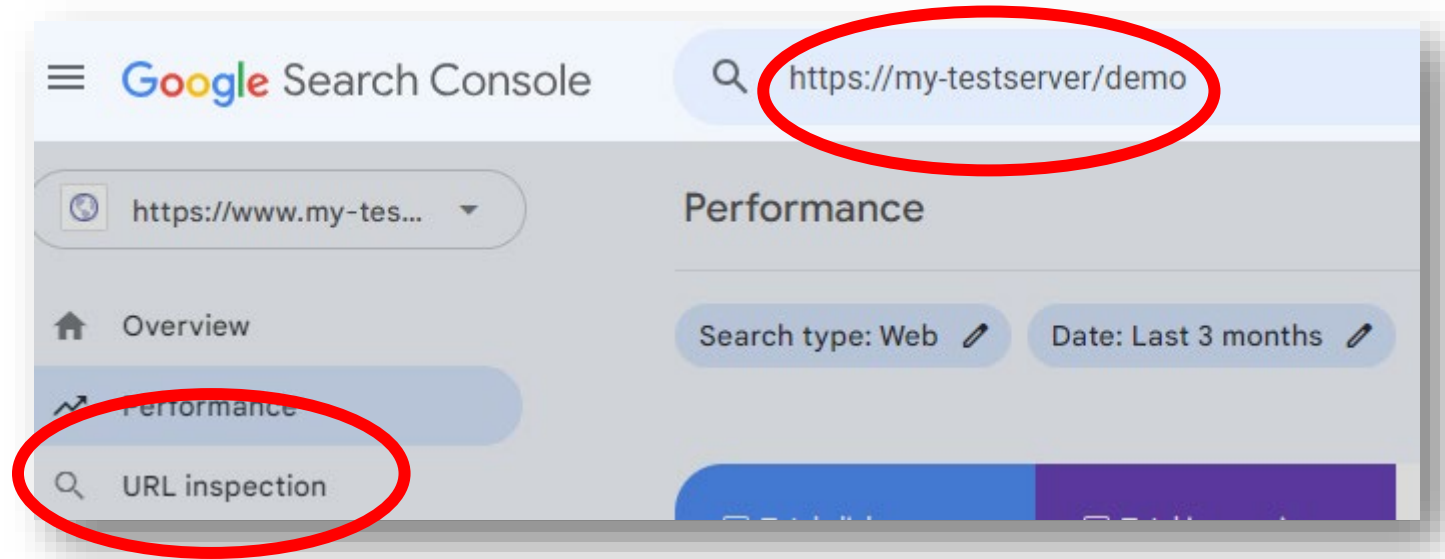 Google Search Console
https://my-testserver/demo
https://www.my-tes...
Performance
Overview
Search type: Web
Date: Last 3 months
Performance
URL inspection